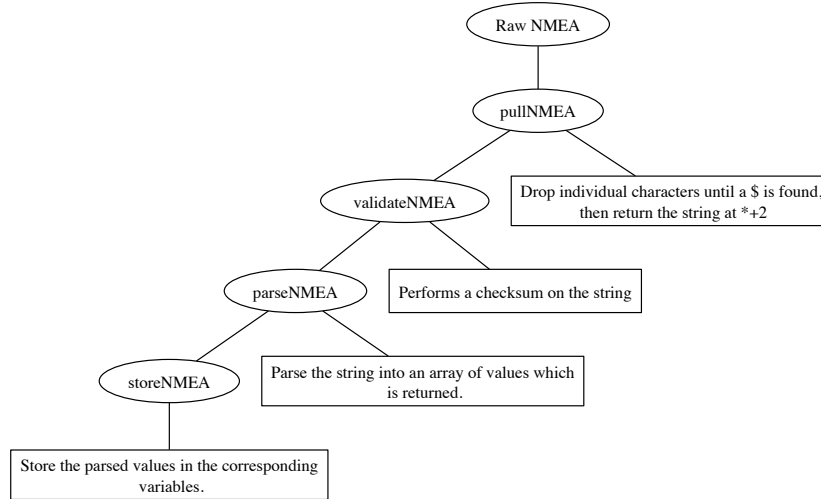 Raw NMEA
pullNMEA
validateNMEA
Drop individual characters until a $ is found,
then return the string at *+2
parseNMEA
Performs a checksum on the string
storeNMEA
Parse the string into an array of values which
is returned.
Store the parsed values in the corresponding
variables.